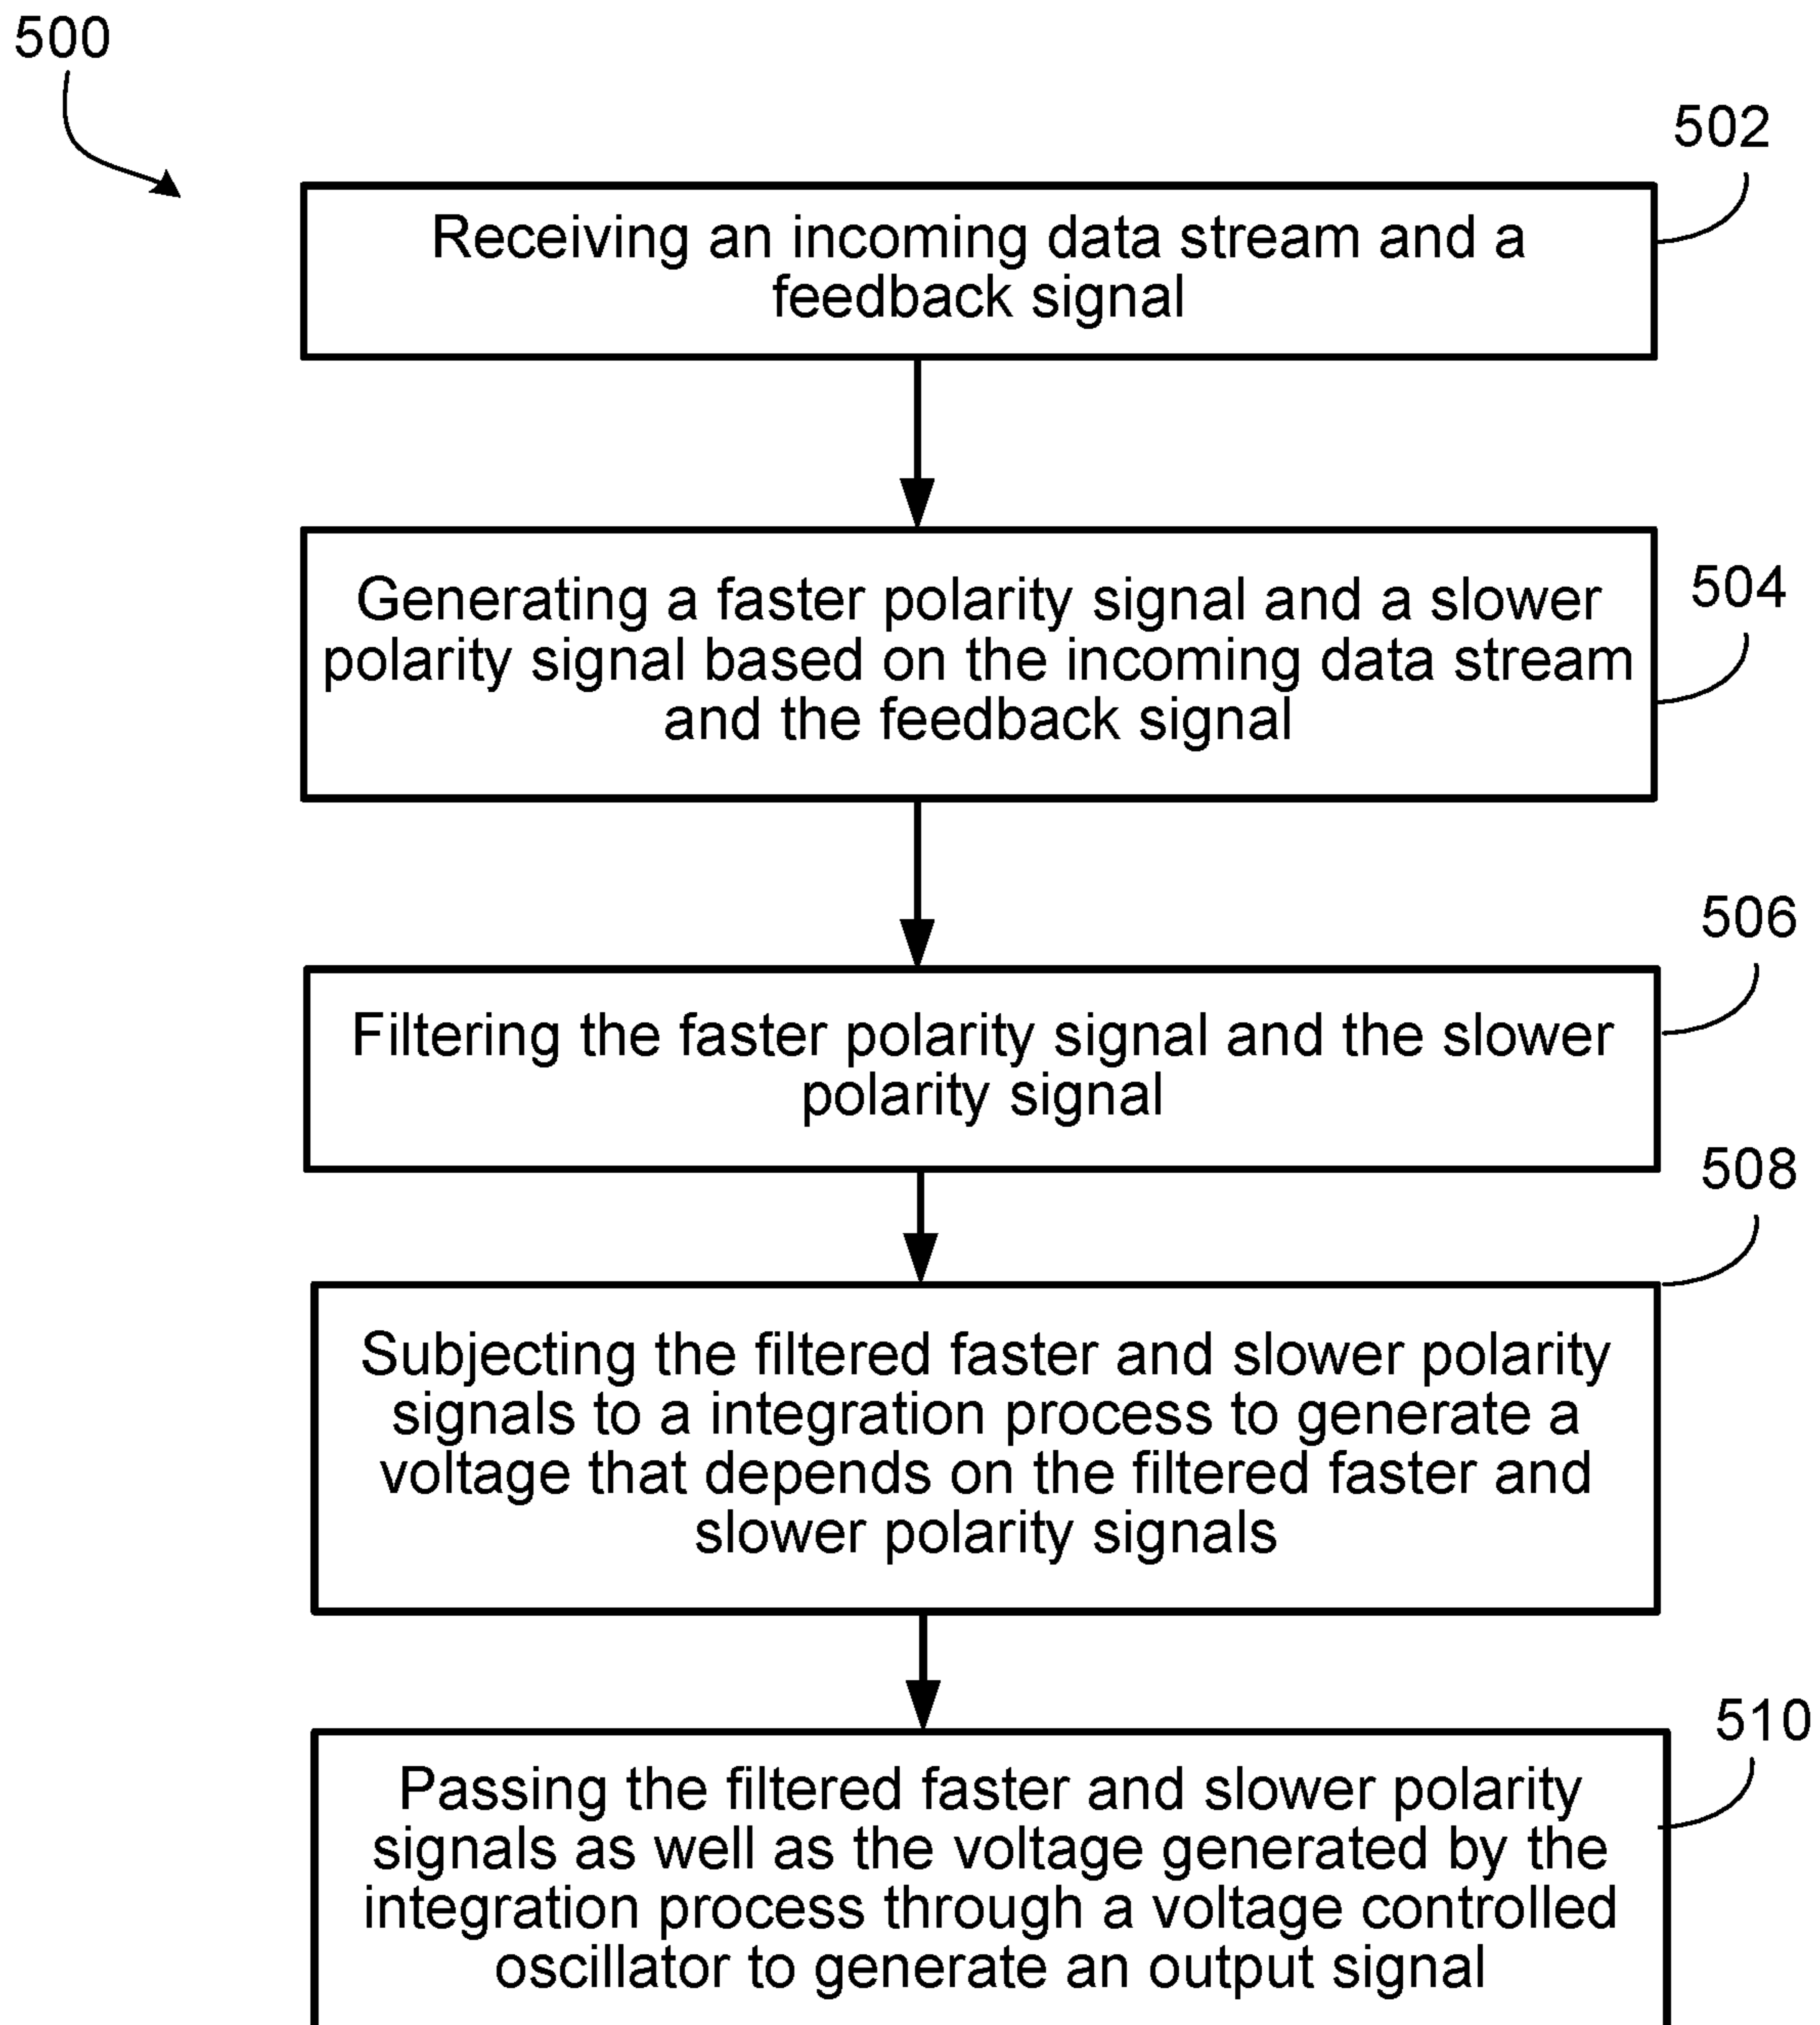 500
502
Receiving an incoming data stream and a
feedback signal
504
Generating a faster polarity signal and a slower
polarity signal based on the incoming data stream
and the feedback signal
506
Filtering the faster polarity signal and the slower
polarity signal
508
Subjecting the filtered faster and slower polarity
signals to a integration process to generate a
voltage that depends on the filtered faster and
slower polarity signals
510
Passing the filtered faster and slower polarity
signals as well as the voltage generated by the
integration process through a voltage controlled
oscillator to generate an output signal